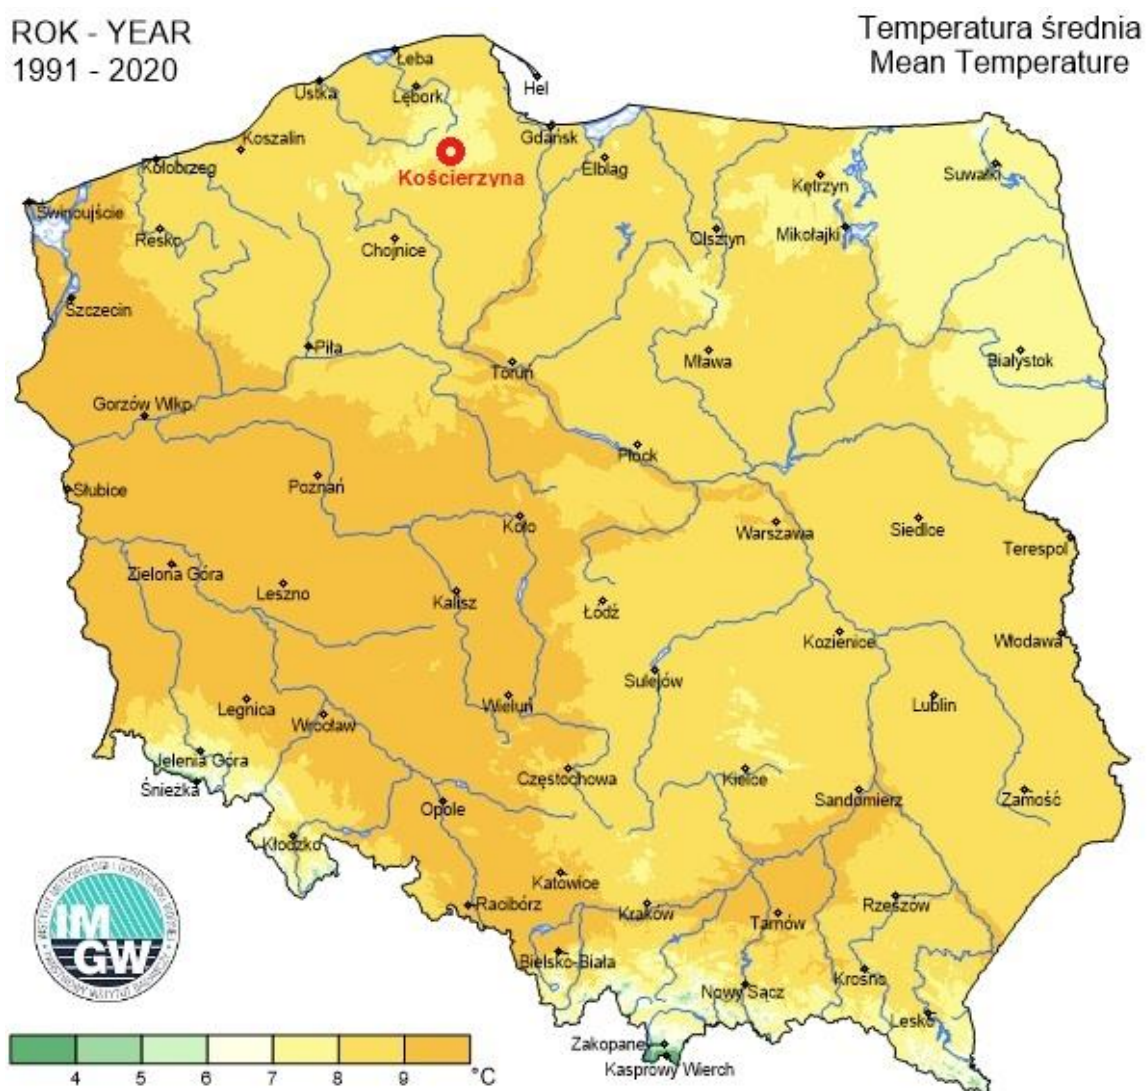 ROK - YEAR
1991 - 2020
Temperatura średnia
Mean Temperature
Łeba
Hel
Ustka
Lębork
Gdańsk
Koszalin
Kościerzyna
Elbląg
Kołobrzeg
Kętrzyn
Suwałki
Świnoujście
Resko
Chojnice
Olsztyn
Mikołajki
Szczecin
Piła
Toruń
Mława
Białystok
Gorzów Wlkp.
Płock
Słubice
Poznań
Koło
Warszawa
Siedlce
Terespol
Zielona Góra
Leszno
Kalisz
Łódź
Kozienice
Włodawa
Sulejów
Legnica
Wrocław
Wieluń
Lublin
Jelenia Góra
Śnieżka
Częstochowa
Kielce
Opole
Sandomierz
Zamość
Kłodzko
Katowice
Racibórz
Kraków
Tarnów
Rzeszów
Bielsko-Biała
Nowy Sącz
Krosno
Lesko
Zakopane
Kasprowy Wierch
IM
GW
4 5 6 7 8 9 °C